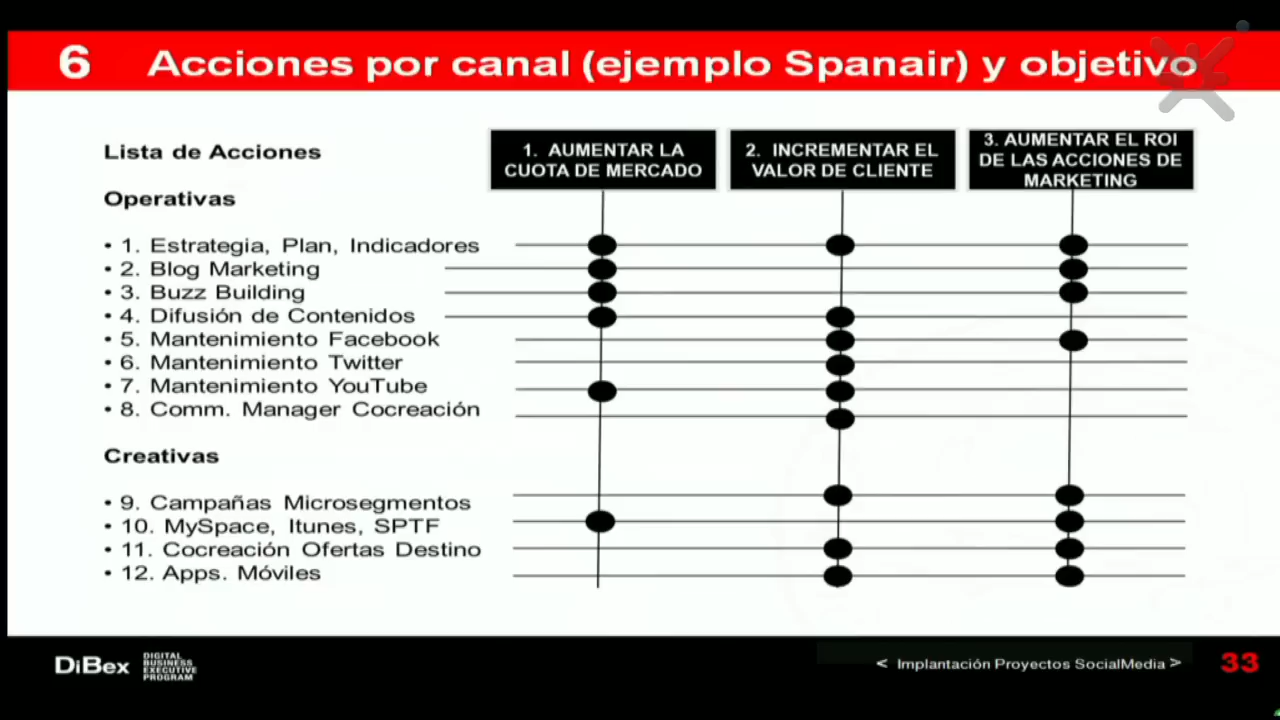 6 Acciones por canal (ejemplo Spanair) y objetivo
Lista de Acciones
1. AUMENTAR LA
CUOTA DE MERCADO
2. INCREMENTAR EL
VALOR DE CLIENTE
3. AUMENTAR EL ROI
DE LAS ACCIONES DE
MARKETING
Operativas
• 1. Estrategia, Plan, Indicadores
• 2. Blog Marketing
• 3. Buzz Building
• 4. Difusión de Contenidos
• 5. Mantenimiento Facebook
• 6. Mantenimiento Twitter
• 7. Mantenimiento YouTube
• 8. Comm. Manager Cocreación
Creativas
• 9. Campañas Microsegmentos
• 10. MySpace, Itunes, SPTF
• 11. Cocreación Ofertas Destino
• 12. Apps. Móviles
DiBex
DIGITAL
BUSINESS
EXECUTIVE
PROGRAM
< Implantación Proyectos SocialMedia >
33